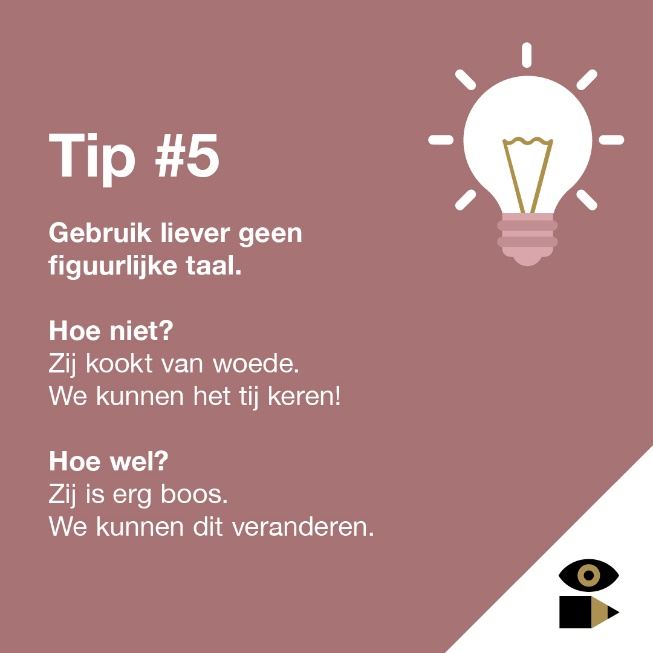 Tip #5
Gebruik liever geen
figuurlijke taal.
Hoe niet?
Zij kookt van woede.
We kunnen het tij keren!
Hoe wel?
Zij is erg boos.
We kunnen dit veranderen.